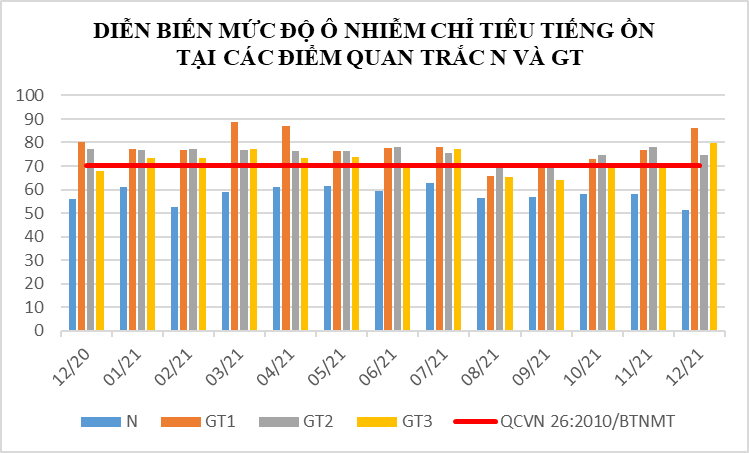 DIỄN BIẾN MỨC ĐỘ Ô NHIỄM CHỈ TIÊU TIẾNG ỒN
TẠI CÁC ĐIỂM QUAN TRẮC N VÀ GT
100
90
80
70
60
50
40
30
20
10
0
12/20 01/21 02/21 03/21 04/21 05/21 06/21 07/21 08/21 09/21 10/21 11/21 12/21
N GT1 GT2 GT3 QCVN 26:2010/BTNMT